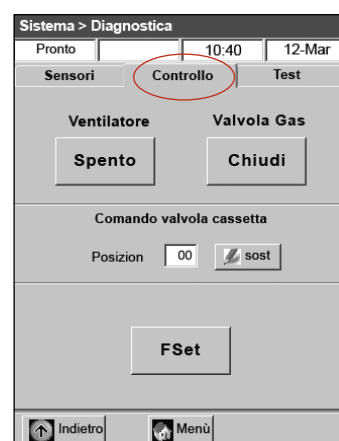 Sistema > Diagnostica
Pronto 10:40 12-Mar
Sensori Controllo Test
Ventilatore Valvola Gas
Spento Chiudi
Comando valvola cassetta
Posizion 00 sost
FSet
Indietro Menù